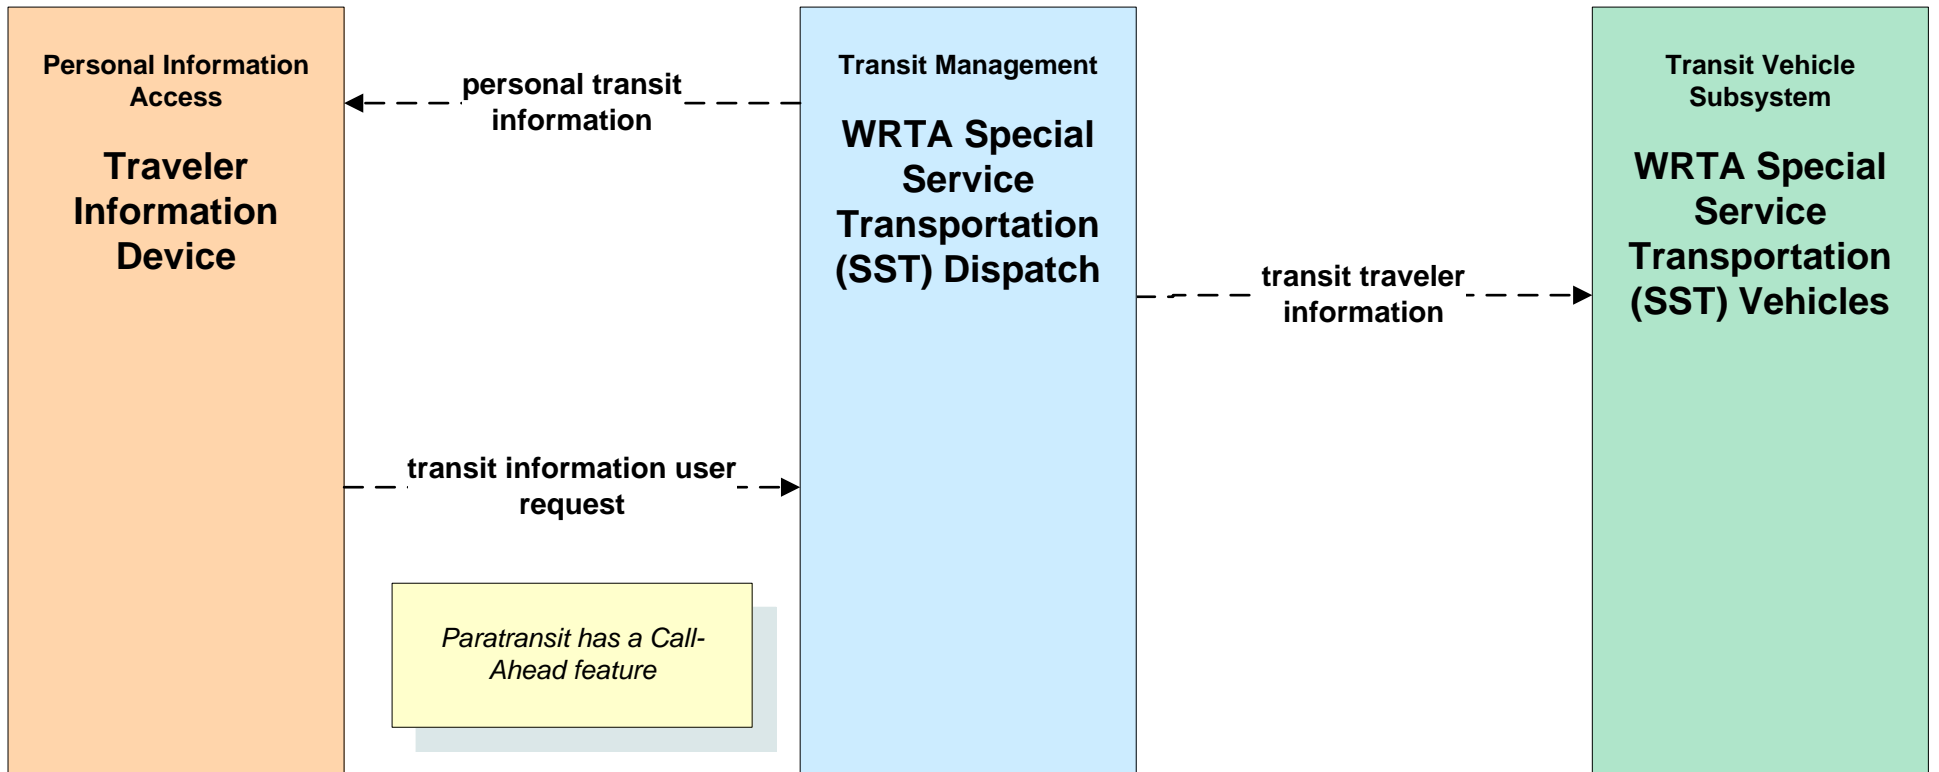 Personal Information
Access
Traveler
Information
Device
personal transit
information
transit information user
request
Paratransit has a Call-
Ahead feature
Transit Management
WRTA Special
Service
Transportation
(SST) Dispatch
transit traveler
information
Transit Vehicle
Subsystem
WRTA Special
Service
Transportation
(SST) Vehicles